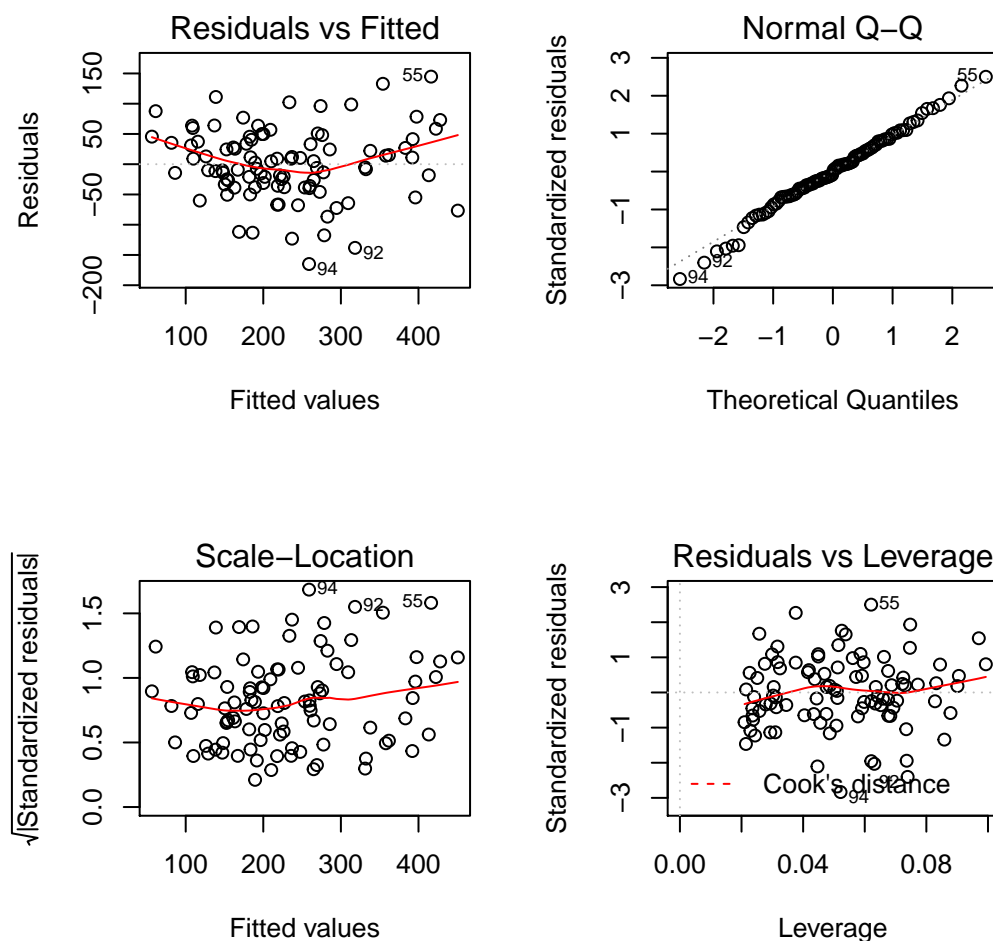 Residuals vs Fitted
Residuals
150
50
−50
−200
55
92
94
100 200 300 400
Fitted values
Normal Q−Q
Standardized residuals
3
2
1
−1
−3
55
92
94
−2 −1 0 1 2
Theoretical Quantiles
Scale−Location
√|Standardized residuals|
1.5
1.0
0.5
0.0
94
92
55
100 200 300 400
Fitted values
Residuals vs Leverage
Standardized residuals
3
1
−1
−3
55
92
Cook's distance
94
0.00 0.04 0.08
Leverage